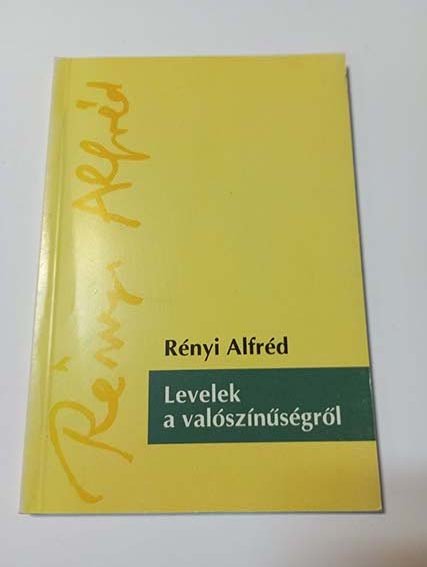 Rényi Alfréd
Rényi Alfréd
Levelek
a valószínűségről